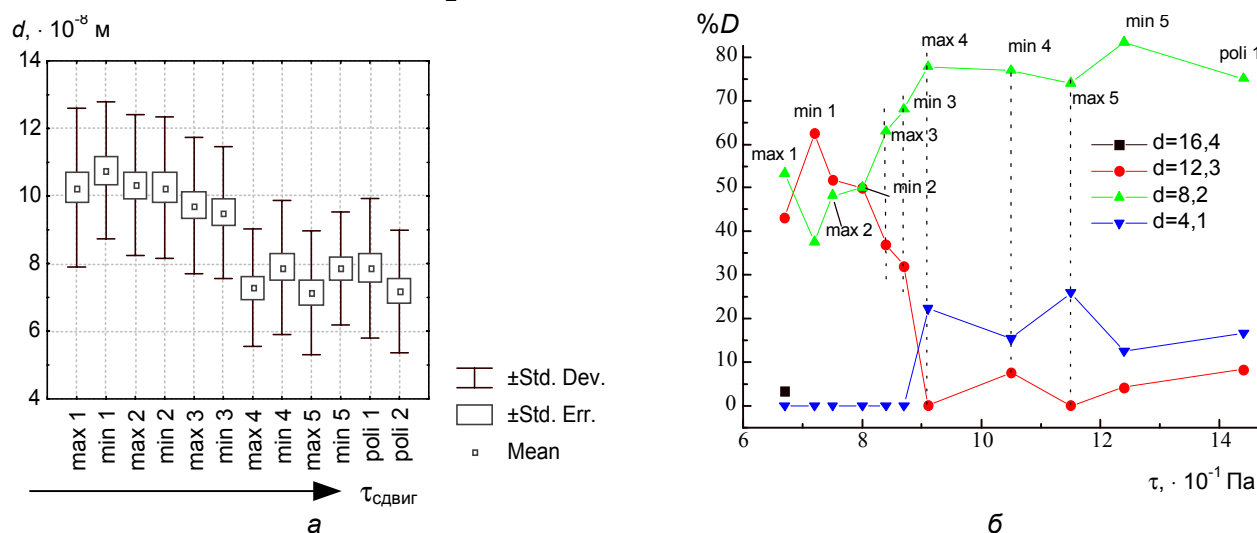 d, · 10⁻⁸ м
14
12
10
8
6
4
max 1
min 1
max 2
min 2
max 3
min 3
max 4
min 4
max 5
min 5
poli 1
poli 2
τсдвиг
а
±Std. Dev.
±Std. Err.
Mean
%D
80
70
60
50
40
30
20
10
0
6
8
10
12
14
max 1
min 1
max 2
min 2
max 3
min 3
max 4
min 4
max 5
min 5
poli 1
d=16,4
d=12,3
d=8,2
d=4,1
τ, · 10⁻¹ Па
б